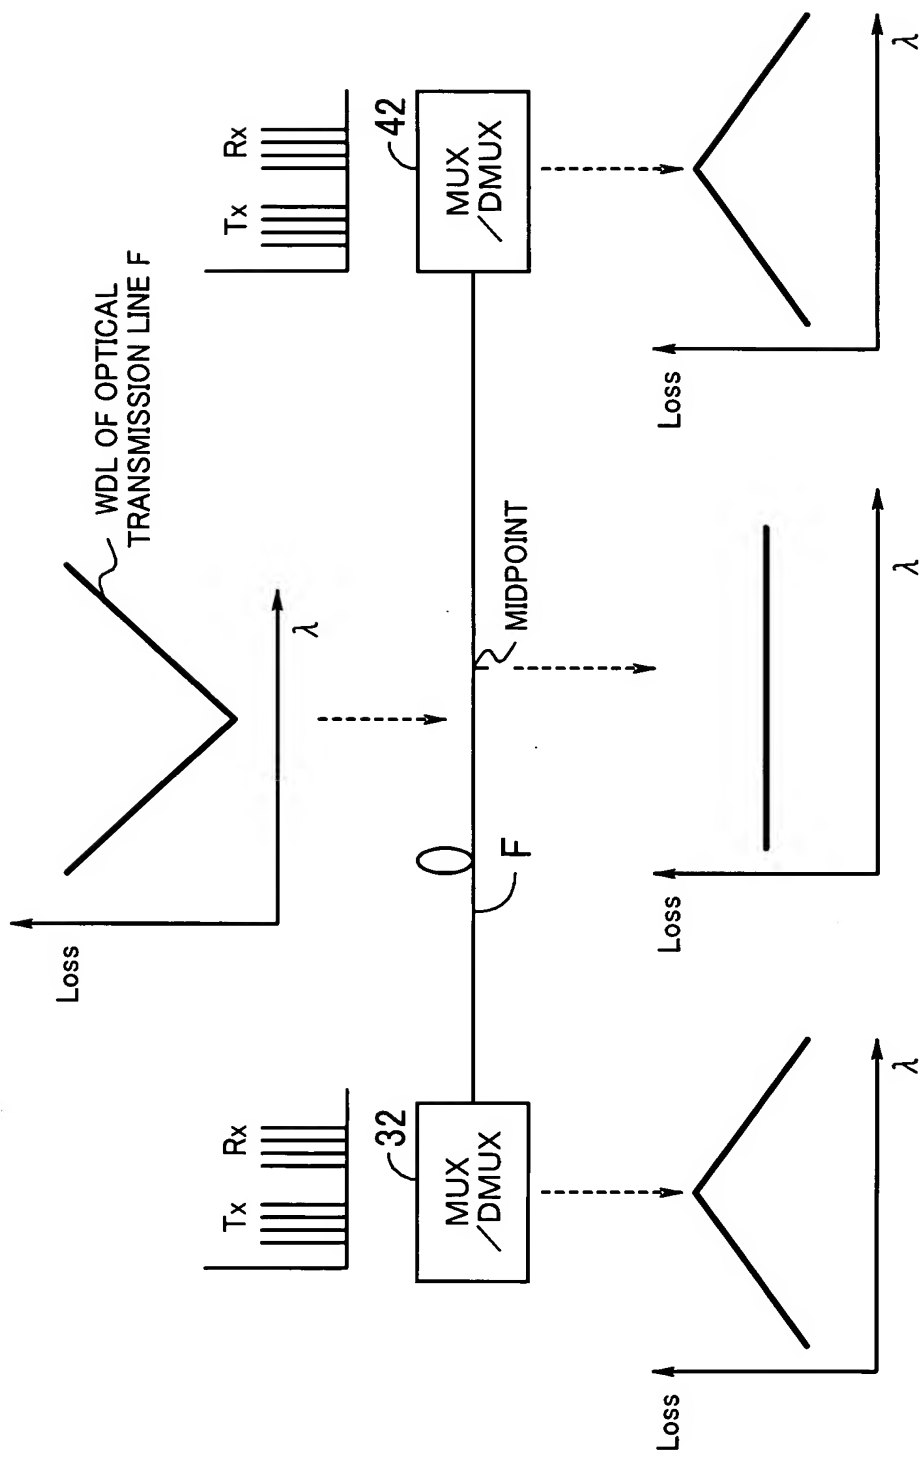 Loss
λ
WDL OF OPTICAL
TRANSMISSION LINE F
Tx
Rx
Tx
Rx
32
MUX
/DMUX
F
MIDPOINT
42
MUX
/DMUX
Loss
λ
Loss
λ
Loss
λ